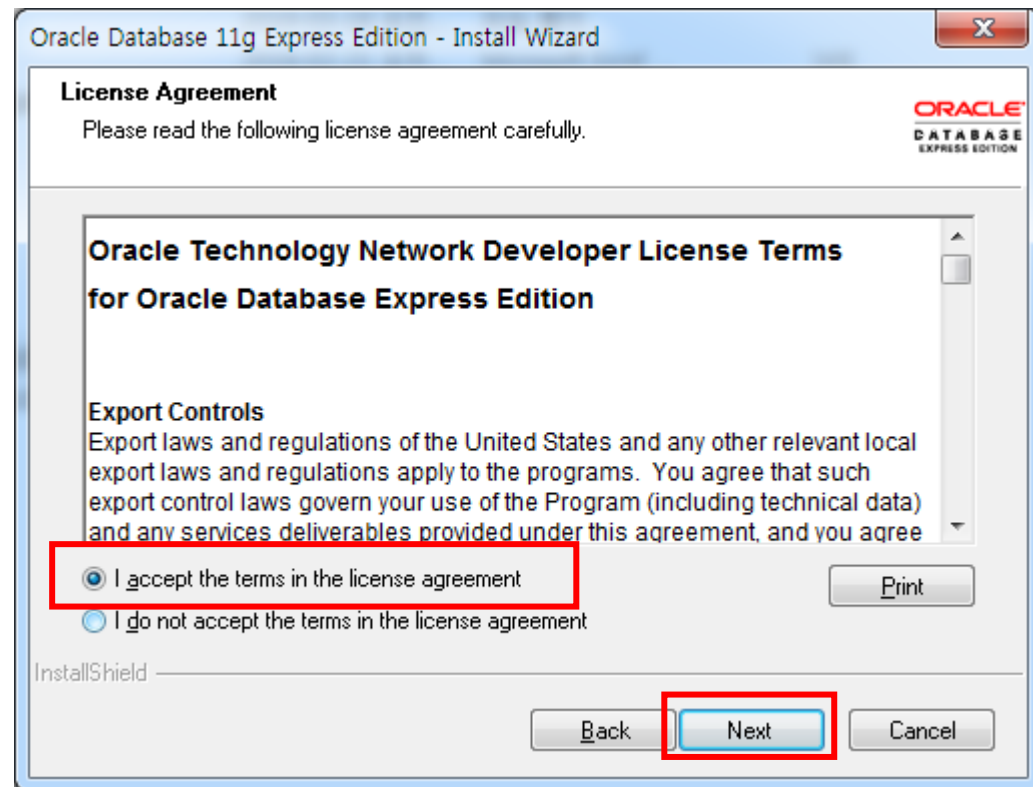 Oracle Database 11g Express Edition - Install Wizard
License Agreement
Please read the following license agreement carefully.
ORACLE
DATABASE
EXPRESS EDITION
Oracle Technology Network Developer License Terms
for Oracle Database Express Edition
Export Controls
Export laws and regulations of the United States and any other relevant local
export laws and regulations apply to the programs.  You agree that such
export control laws govern your use of the Program (including technical data)
and any services deliverables provided under this agreement, and you agree
I accept the terms in the license agreement
Print
I do not accept the terms in the license agreement
InstallShield
Back
Next
Cancel